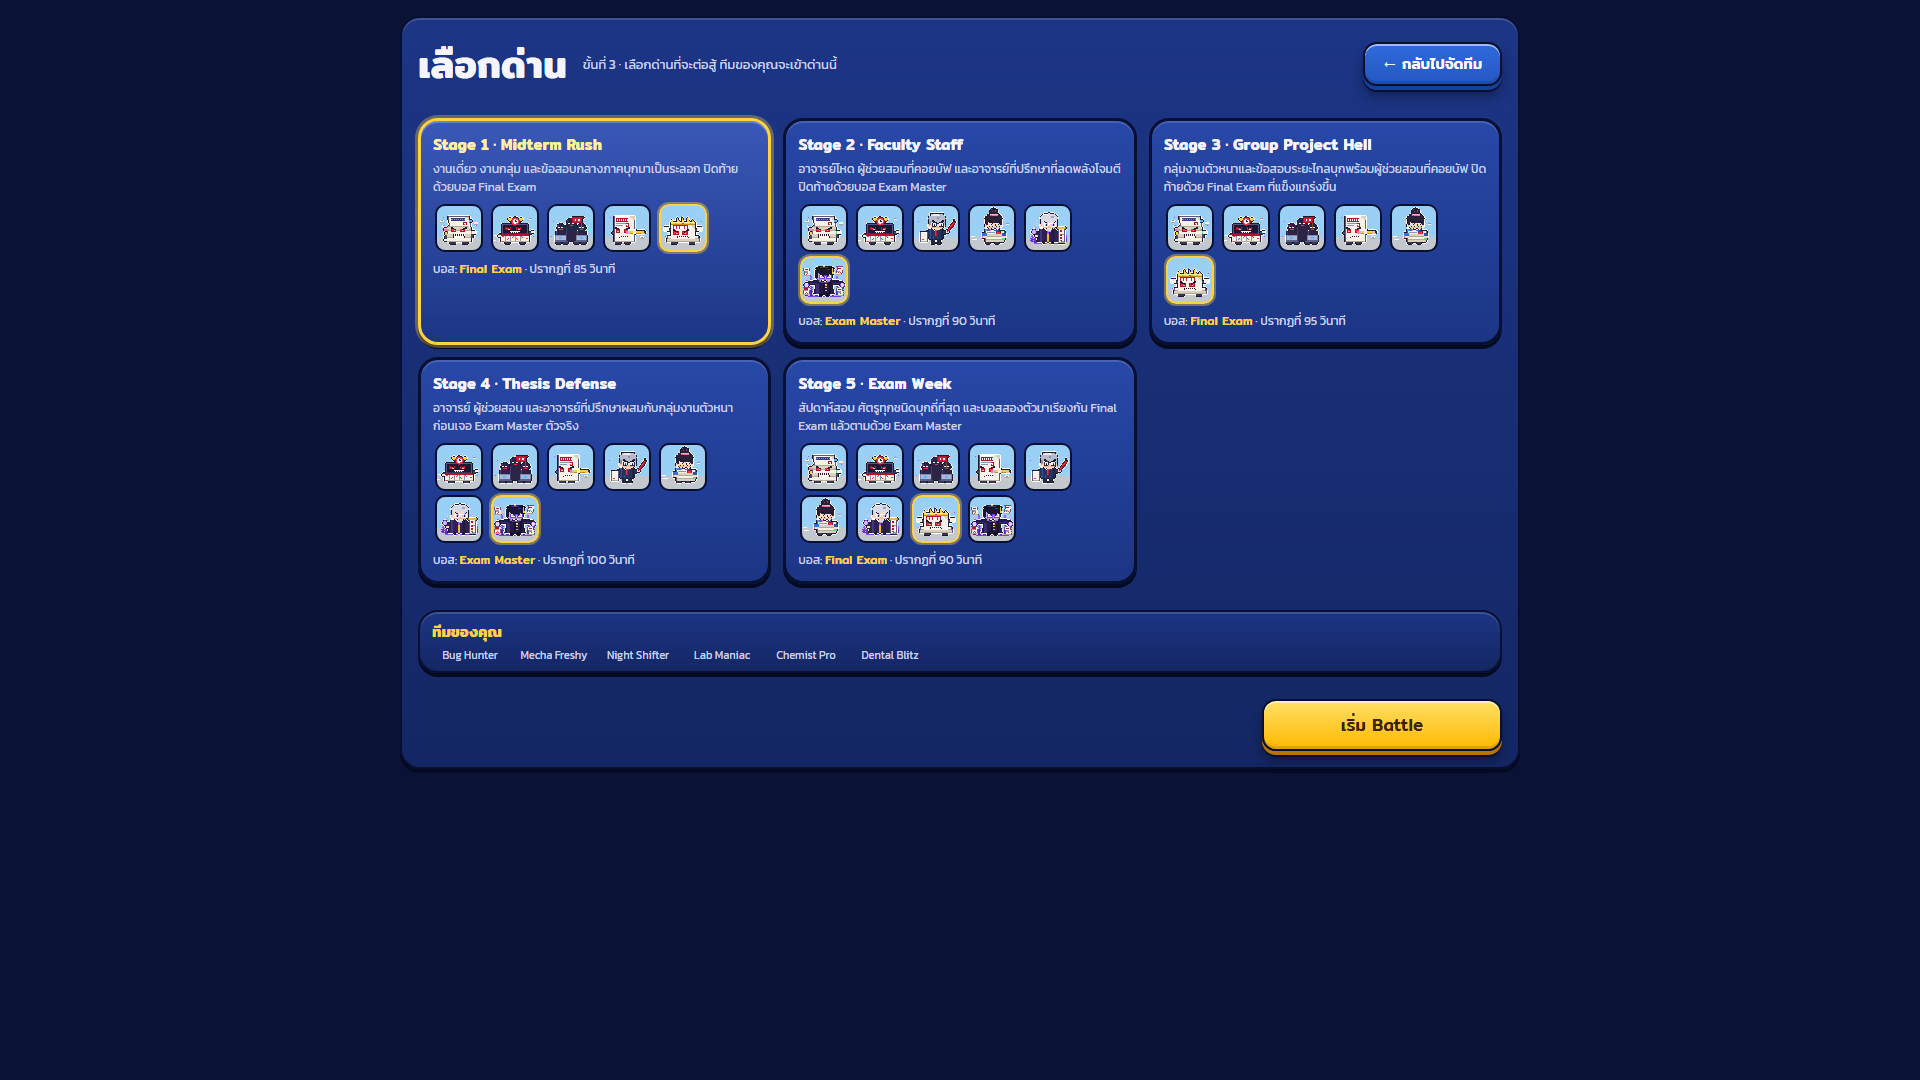 เลือกด่าน
ขั้นที่ 3 · เลือกด่านที่จะต่อสู้ ทีมของคุณจะเข้าด่านนี้
← กลับไปจัดทีม
Stage 1 · Midterm Rush
งานเดี่ยว งานกลุ่ม และข้อสอบกลางภาคบุกมาเป็นระลอก ปิดท้าย
ด้วยบอส Final Exam
บอส: Final Exam · ปรากฏที่ 85 วินาที
Stage 2 · Faculty Staff
อาจารย์โหด ผู้ช่วยสอนที่คอยบัฟ และอาจารย์ที่ปรึกษาที่ลดพลังโจมตี
ปิดท้ายด้วยบอส Exam Master
บอส: Exam Master · ปรากฏที่ 90 วินาที
Stage 3 · Group Project Hell
กลุ่มงานตัวหนาและข้อสอบระยะไกลบุกพร้อมผู้ช่วยสอนที่คอยบัฟ ปิด
ท้ายด้วย Final Exam ที่แข็งแกร่งขึ้น
บอส: Final Exam · ปรากฏที่ 95 วินาที
Stage 4 · Thesis Defense
อาจารย์ ผู้ช่วยสอน และอาจารย์ที่ปรึกษาผสมกับกลุ่มงานตัวหนา
ก่อนเจอ Exam Master ตัวจริง
บอส: Exam Master · ปรากฏที่ 100 วินาที
Stage 5 · Exam Week
สัปดาห์สอบ ศัตรูทุกชนิดบุกถี่ที่สุด และบอสสองตัวมาเรียงกัน Final
Exam แล้วตามด้วย Exam Master
บอส: Final Exam · ปรากฏที่ 90 วินาที
ทีมของคุณ
Bug Hunter Mecha Freshy Night Shifter Lab Maniac Chemist Pro Dental Blitz
เริ่ม Battle